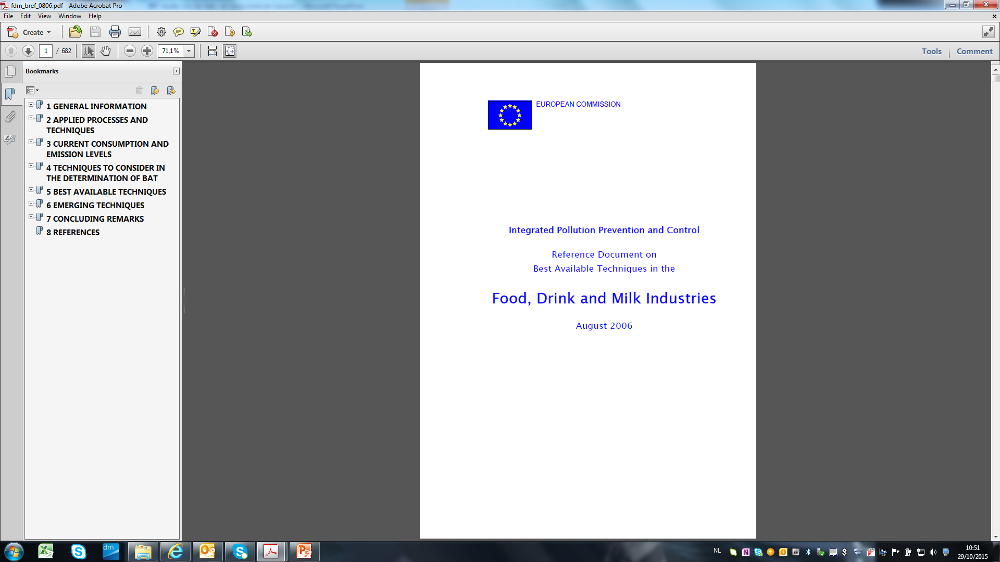 fdm_bref_0806.pdf - Adobe Acrobat Pro
File Edit View Window Help
Create
1 / 682 71,1% Tools Comment
Bookmarks
1 GENERAL INFORMATION
2 APPLIED PROCESSES AND
TECHNIQUES
3 CURRENT CONSUMPTION AND
EMISSION LEVELS
4 TECHNIQUES TO CONSIDER IN
THE DETERMINATION OF BAT
5 BEST AVAILABLE TECHNIQUES
6 EMERGING TECHNIQUES
7 CONCLUDING REMARKS
8 REFERENCES
EUROPEAN COMMISSION
Integrated Pollution Prevention and Control
Reference Document on
Best Available Techniques in the
Food, Drink and Milk Industries
August 2006
dm
NL
10:51
29/10/2015